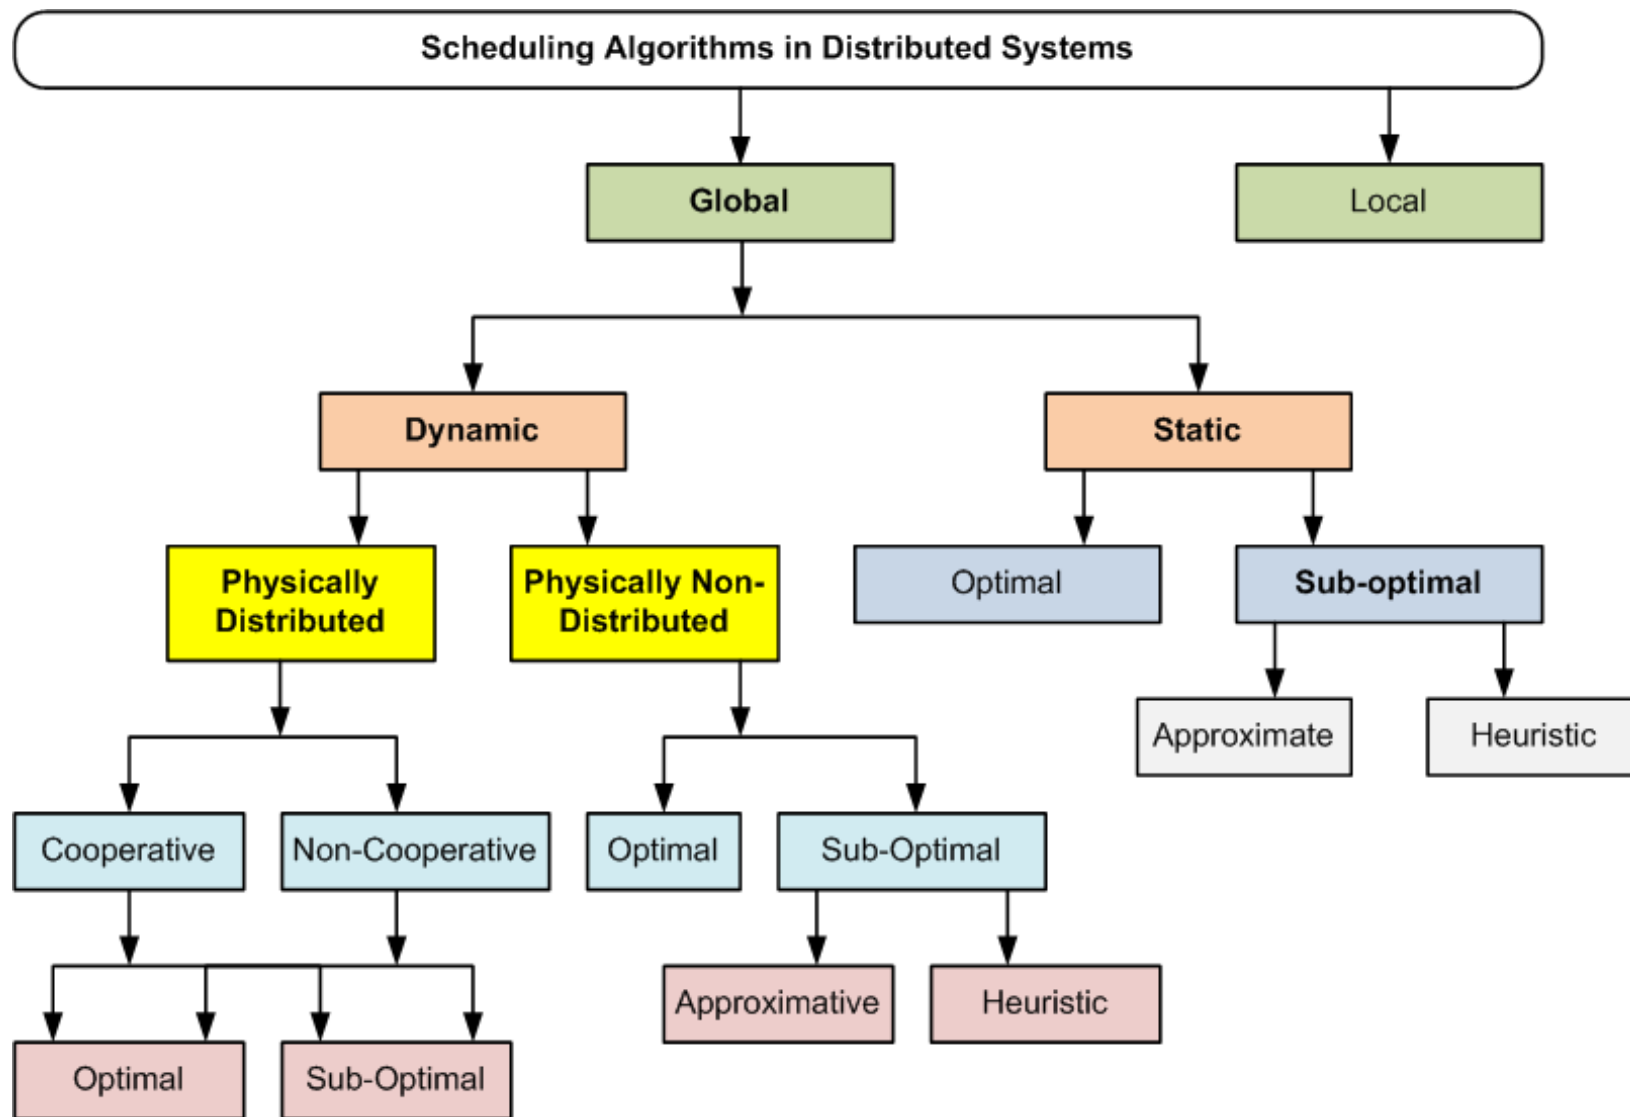 Scheduling Algorithms in Distributed Systems
Global
Local
Dynamic
Static
Physically
Distributed
Physically Non-
Distributed
Optimal
Sub-optimal
Approximate
Heuristic
Cooperative
Non-Cooperative
Optimal
Sub-Optimal
Approximative
Heuristic
Optimal
Sub-Optimal